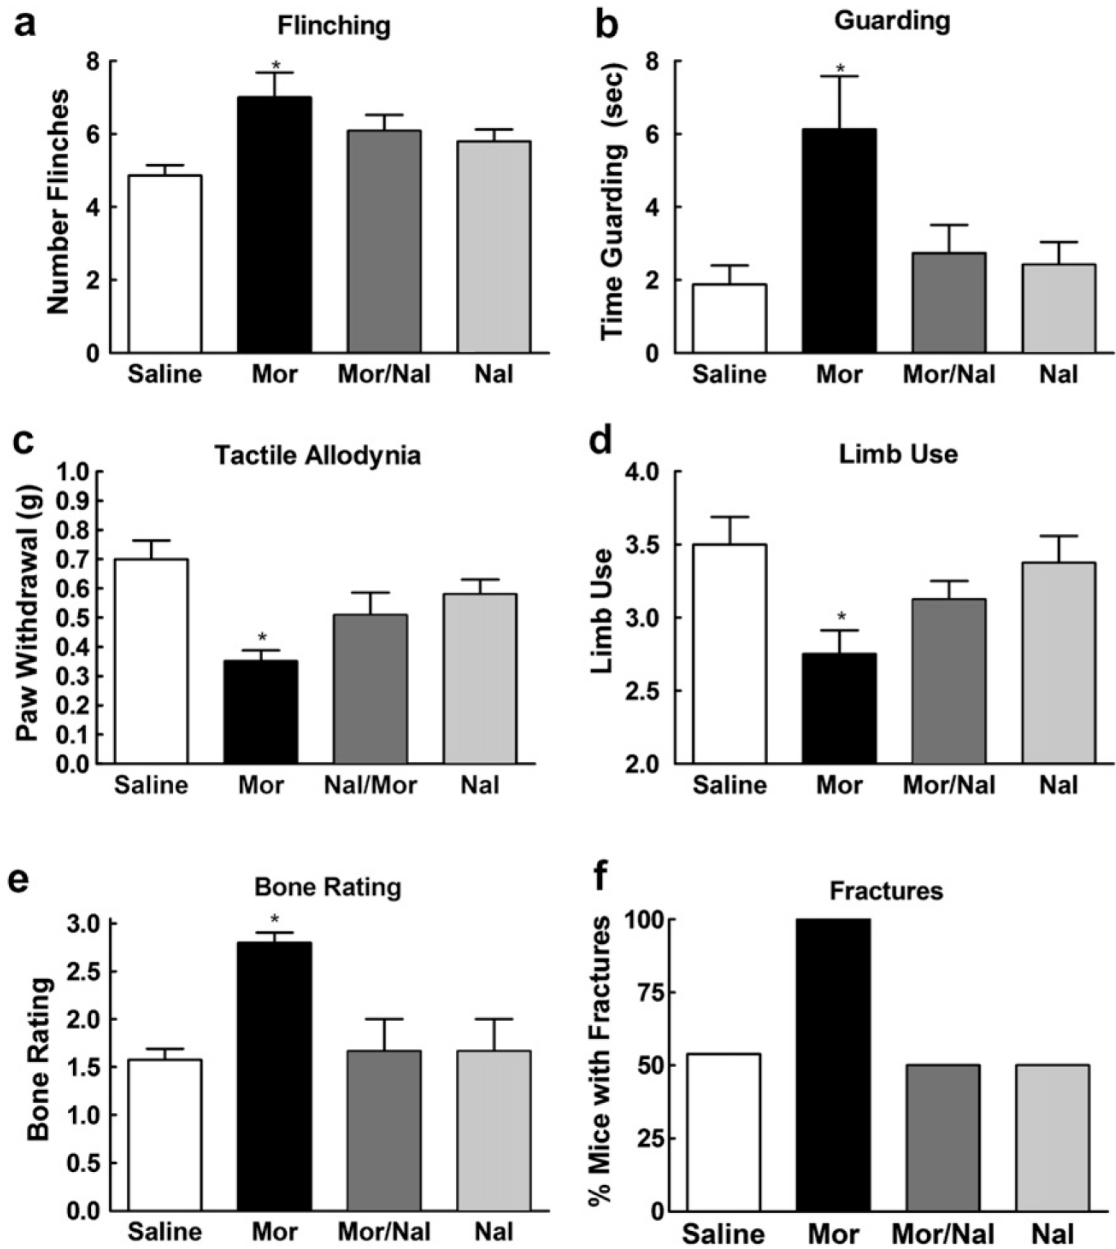 a
Flinching
Number Flinches
8
6
4
2
0
*
Saline Mor Mor/Nal Nal
b
Guarding
Time Guarding (sec)
8
6
4
2
0
*
Saline Mor Mor/Nal Nal
c
Tactile Allodynia
Paw Withdrawal (g)
1.0
0.9
0.8
0.7
0.6
0.5
0.4
0.3
0.2
0.1
0.0
*
Saline Mor Nal/Mor Nal
d
Limb Use
Limb Use
4.0
3.5
3.0
2.5
2.0
*
Saline Mor Mor/Nal Nal
e
Bone Rating
Bone Rating
3.0
2.5
2.0
1.5
1.0
0.5
0.0
*
Saline Mor Mor/Nal Nal
f
Fractures
% Mice with Fractures
100
75
50
25
0
Saline Mor Mor/Nal Nal